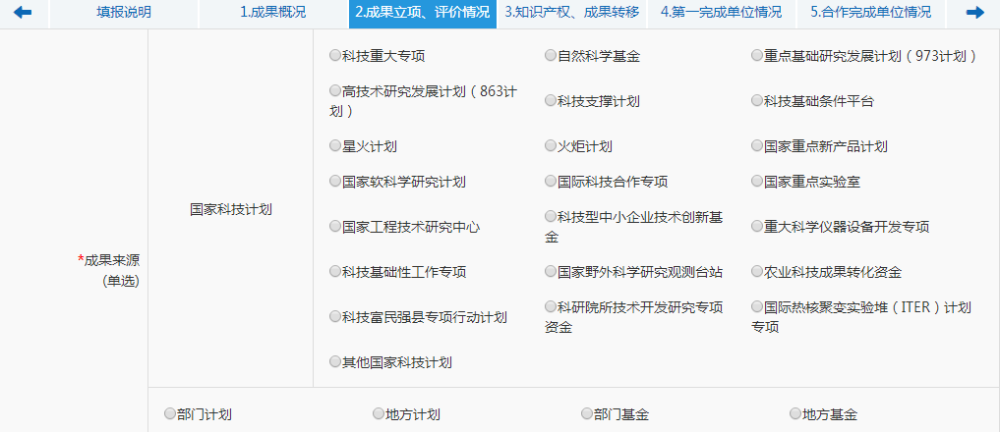 填报说明
1.成果概况
2.成果立项、评价情况
3.知识产权、成果转移
4.第一完成单位情况
5.合作完成单位情况
*成果来源
(单选)
国家科技计划
科技重大专项
自然科学基金
重点基础研究发展计划（973计划）
高技术研究发展计划（863计
划）
科技支撑计划
科技基础条件平台
星火计划
火炬计划
国家重点新产品计划
国家软科学研究计划
国际科技合作专项
国家重点实验室
国家工程技术研究中心
科技型中小企业技术创新基
金
重大科学仪器设备开发专项
科技基础性工作专项
国家野外科学研究观测台站
农业科技成果转化资金
科技富民强县专项行动计划
科研院所技术开发研究专项
资金
国际热核聚变实验堆（ITER）计划
专项
其他国家科技计划
部门计划
地方计划
部门基金
地方基金